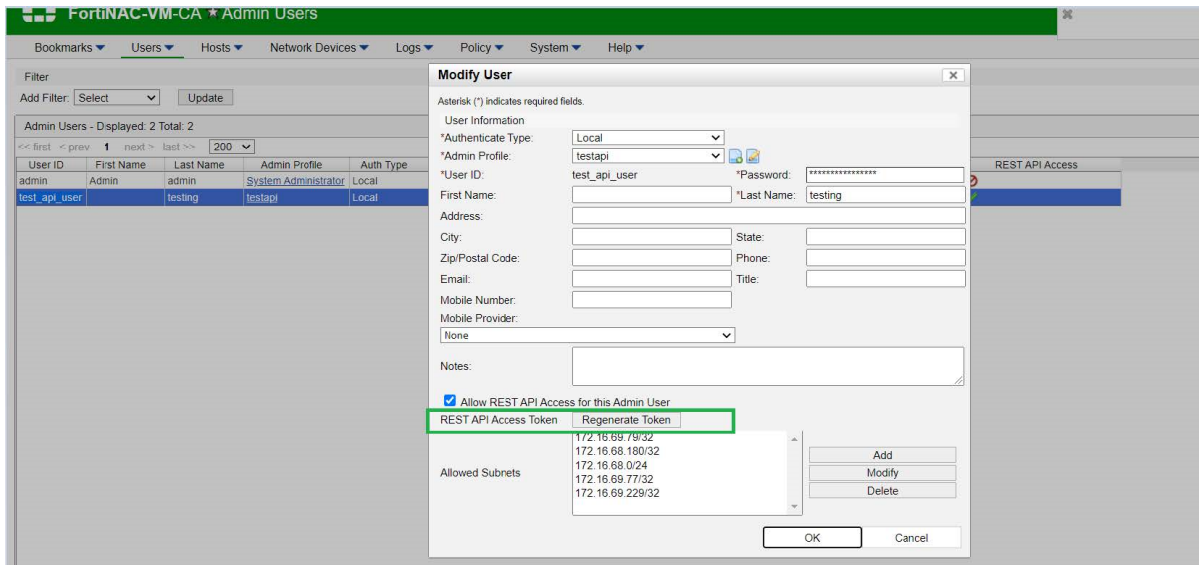 FortiNAC-VM-CA ★ Admin Users
Bookmarks Users Hosts Network Devices Logs Policy System Help
Filter
Add Filter: Select Update
Admin Users - Displayed: 2 Total: 2
<< first < prev 1 next > last >> 200
User ID First Name Last Name Admin Profile Auth Type REST API Access
admin Admin admin System Administrator Local
test_api_user testing testapi Local
Modify User
Asterisk (*) indicates required fields.
User Information
*Authenticate Type: Local
*Admin Profile: testapi
*User ID: test_api_user *Password: ****************
First Name: *Last Name: testing
Address:
City: State:
Zip/Postal Code: Phone:
Email: Title:
Mobile Number:
Mobile Provider:
None
Notes:
Allow REST API Access for this Admin User
REST API Access Token Regenerate Token
172.16.69.79/32
172.16.68.180/32
172.16.68.0/24
172.16.69.77/32
172.16.69.229/32
Allowed Subnets
Add
Modify
Delete
OK Cancel